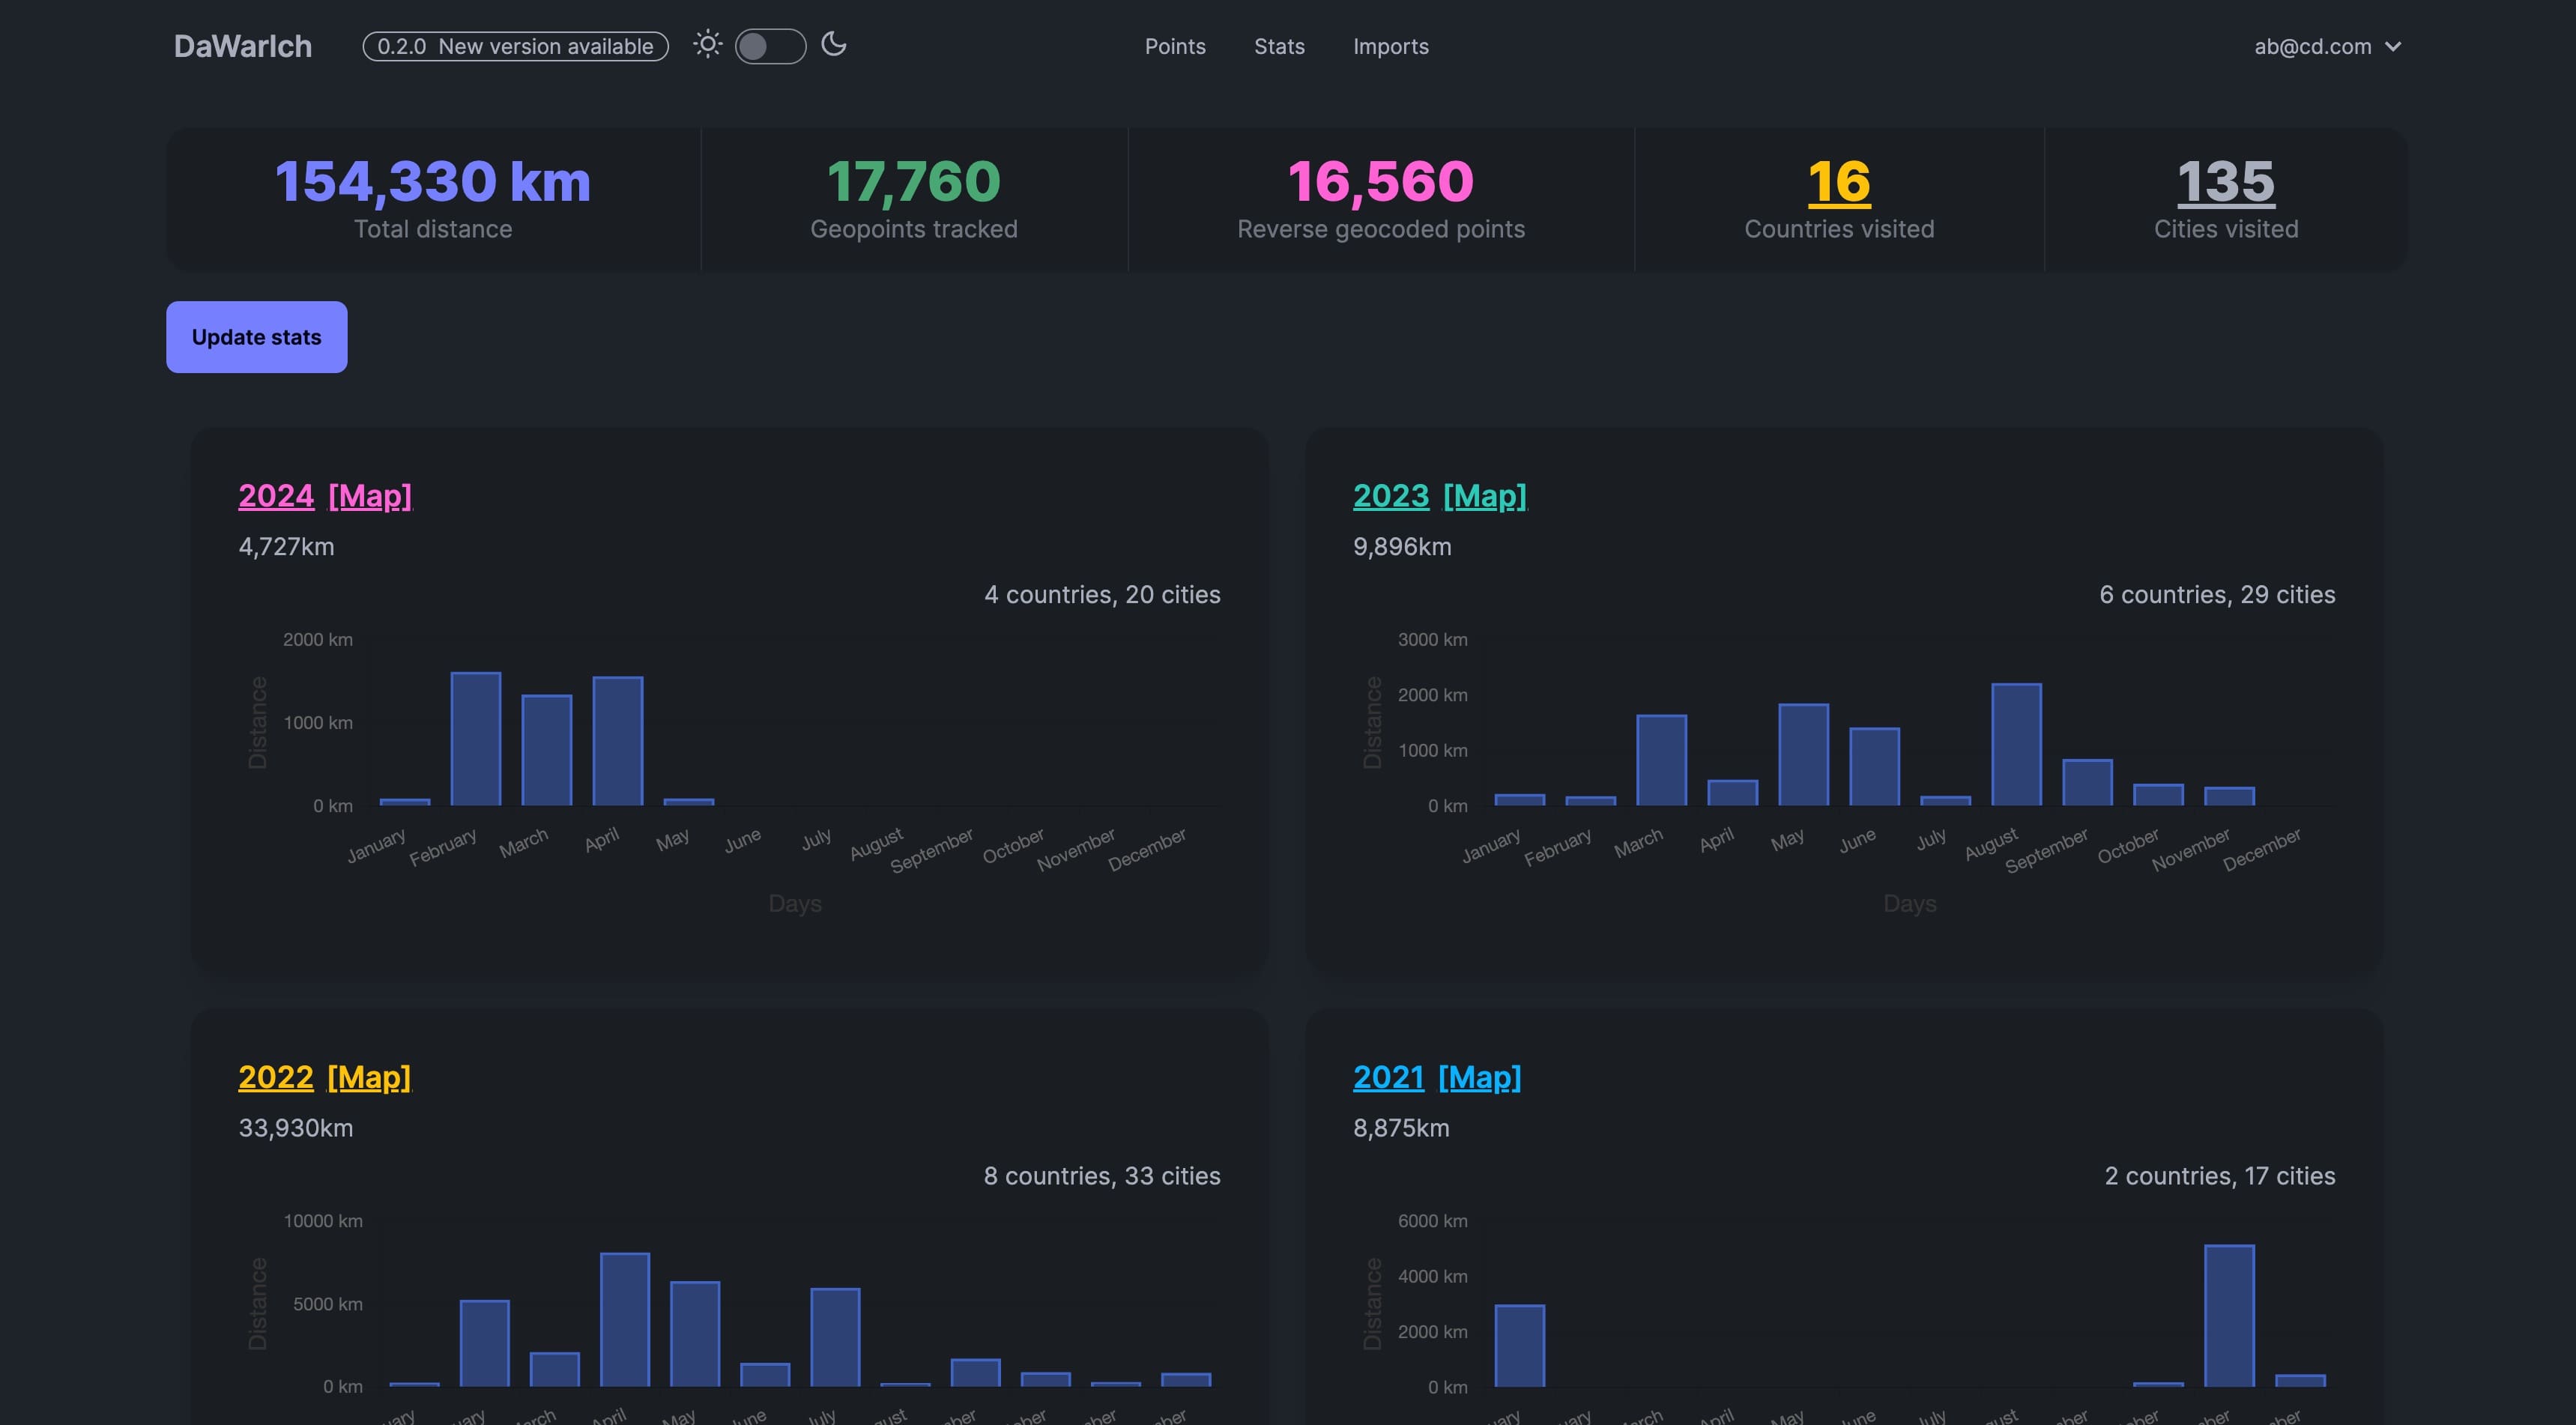 DaWarIch 0.2.0 New version available Points Stats Imports ab@cd.com
154,330 km 17,760 16,560 16 135
Total distance Geopoints tracked Reverse geocoded points Countries visited Cities visited
Update stats
2024 [Map]
4,727km
4 countries, 20 cities
2000 km
1000 km
0 km
Distance
January February March April May June July August September October November December
Days
2023 [Map]
9,896km
6 countries, 29 cities
3000 km
2000 km
1000 km
0 km
Distance
January February March April May June July August September October November December
Days
2022 [Map]
33,930km
8 countries, 33 cities
10000 km
5000 km
0 km
Distance
April May July
2021 [Map]
8,875km
2 countries, 17 cities
6000 km
4000 km
2000 km
0 km
Distance
April May July